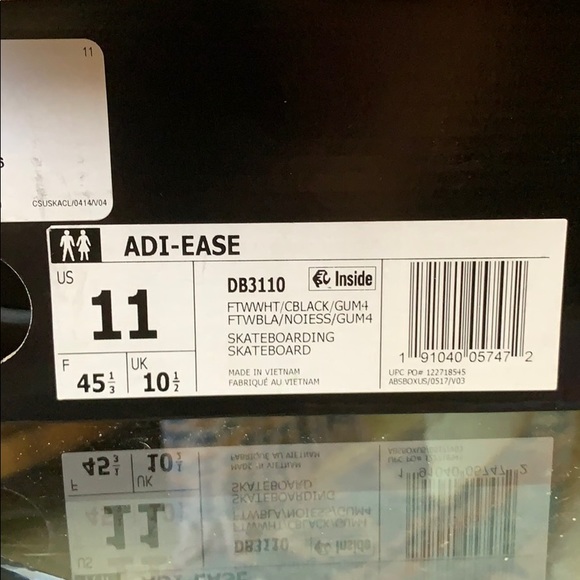 11
CSUSKACL/0414/V04
ADI-EASE
US
11
F
45 1/3
UK
10 1/2
DB3110
Inside
FTWWHT/CBLACK/GUM4
FTWBLA/NOIESS/GUM4
SKATEBOARDING
SKATEBOARD
MADE IN VIETNAM
FABRIQUÉ AU VIETNAM
1 91040 05747 2
UPC PO# 122718545
ABSBOXUS/0517/V03